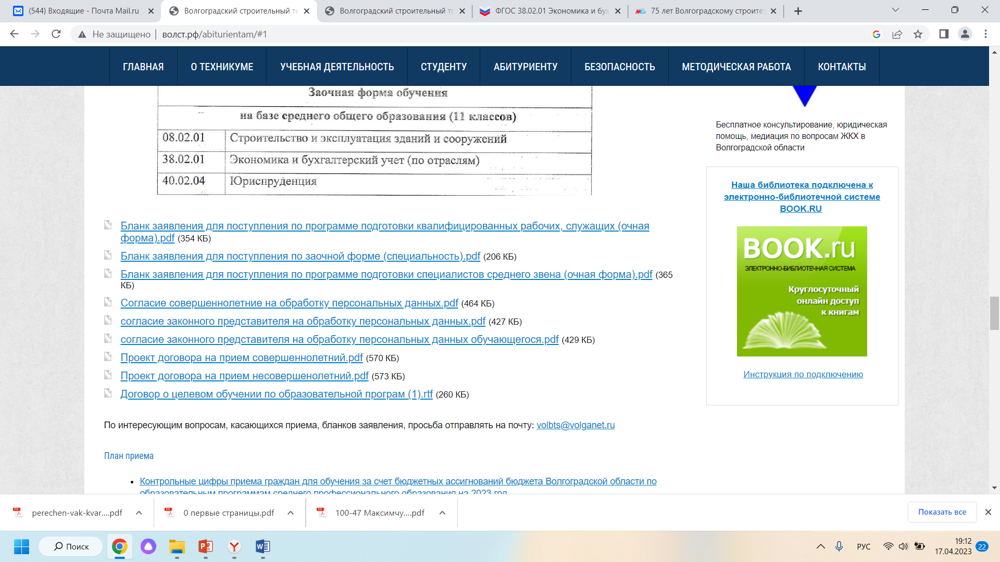 (544) Входящие - Почта Mail.ru
Волгоградский строительный те
Волгоградский строительный те
ФГОС 38.02.01 Экономика и бух
75 лет Волгоградскому строител
Не защищено | волст.рф/abiturientam/#1
ГЛАВНАЯ
О ТЕХНИКУМЕ
УЧЕБНАЯ ДЕЯТЕЛЬНОСТЬ
СТУДЕНТУ
АБИТУРИЕНТУ
БЕЗОПАСНОСТЬ
МЕТОДИЧЕСКАЯ РАБОТА
КОНТАКТЫ
Заочная форма обучения
на базе среднего общего образования (11 классов)
08.02.01 Строительство и эксплуатация зданий и сооружений
38.02.01 Экономика и бухгалтерский учет (по отраслям)
40.02.04 Юриспруденция
Бланк заявления для поступления по программе подготовки квалифицированных рабочих, служащих (очная
форма).pdf (354 КБ)
Бланк заявления для поступления по заочной форме (специальность).pdf (206 КБ)
Бланк заявления для поступления по программе подготовки специалистов среднего звена (очная форма).pdf (365
КБ)
Согласие совершеннолетние на обработку персональных данных.pdf (464 КБ)
согласие законного представителя на обработку персональных данных.pdf (427 КБ)
согласие законного представителя на обработку персональных данных обучающегося.pdf (429 КБ)
Проект договора на прием совершеннолетний.pdf (570 КБ)
Проект договора на прием несовершенолетний.pdf (573 КБ)
Договор о целевом обучении по образовательной програм (1).rtf (260 КБ)
По интересующим вопросам, касающихся приема, бланков заявления, просьба отправлять на почту: volbts@volganet.ru
План приема
Контрольные цифры приема граждан для обучения за счет бюджетных ассигнований бюджета Волгоградской области по
образовательным программам среднего профессионального образования на 2023 год
Бесплатное консультирование, юридическая
помощь, медиация по вопросам ЖКХ в
Волгоградской области
Наша библиотека подключена к
электронно-библиотечной системе
BOOK.RU
BOOK.ru
ЭЛЕКТРОННО-БИБЛИОТЕЧНАЯ СИСТЕМА
Круглосуточный
онлайн доступ
к книгам
Инструкция по подключению
perechen-vak-kvar....pdf
0 первые страницы.pdf
100-47 Максимчу....pdf
Показать все
Поиск
РУС
19:12
17.04.2023
22